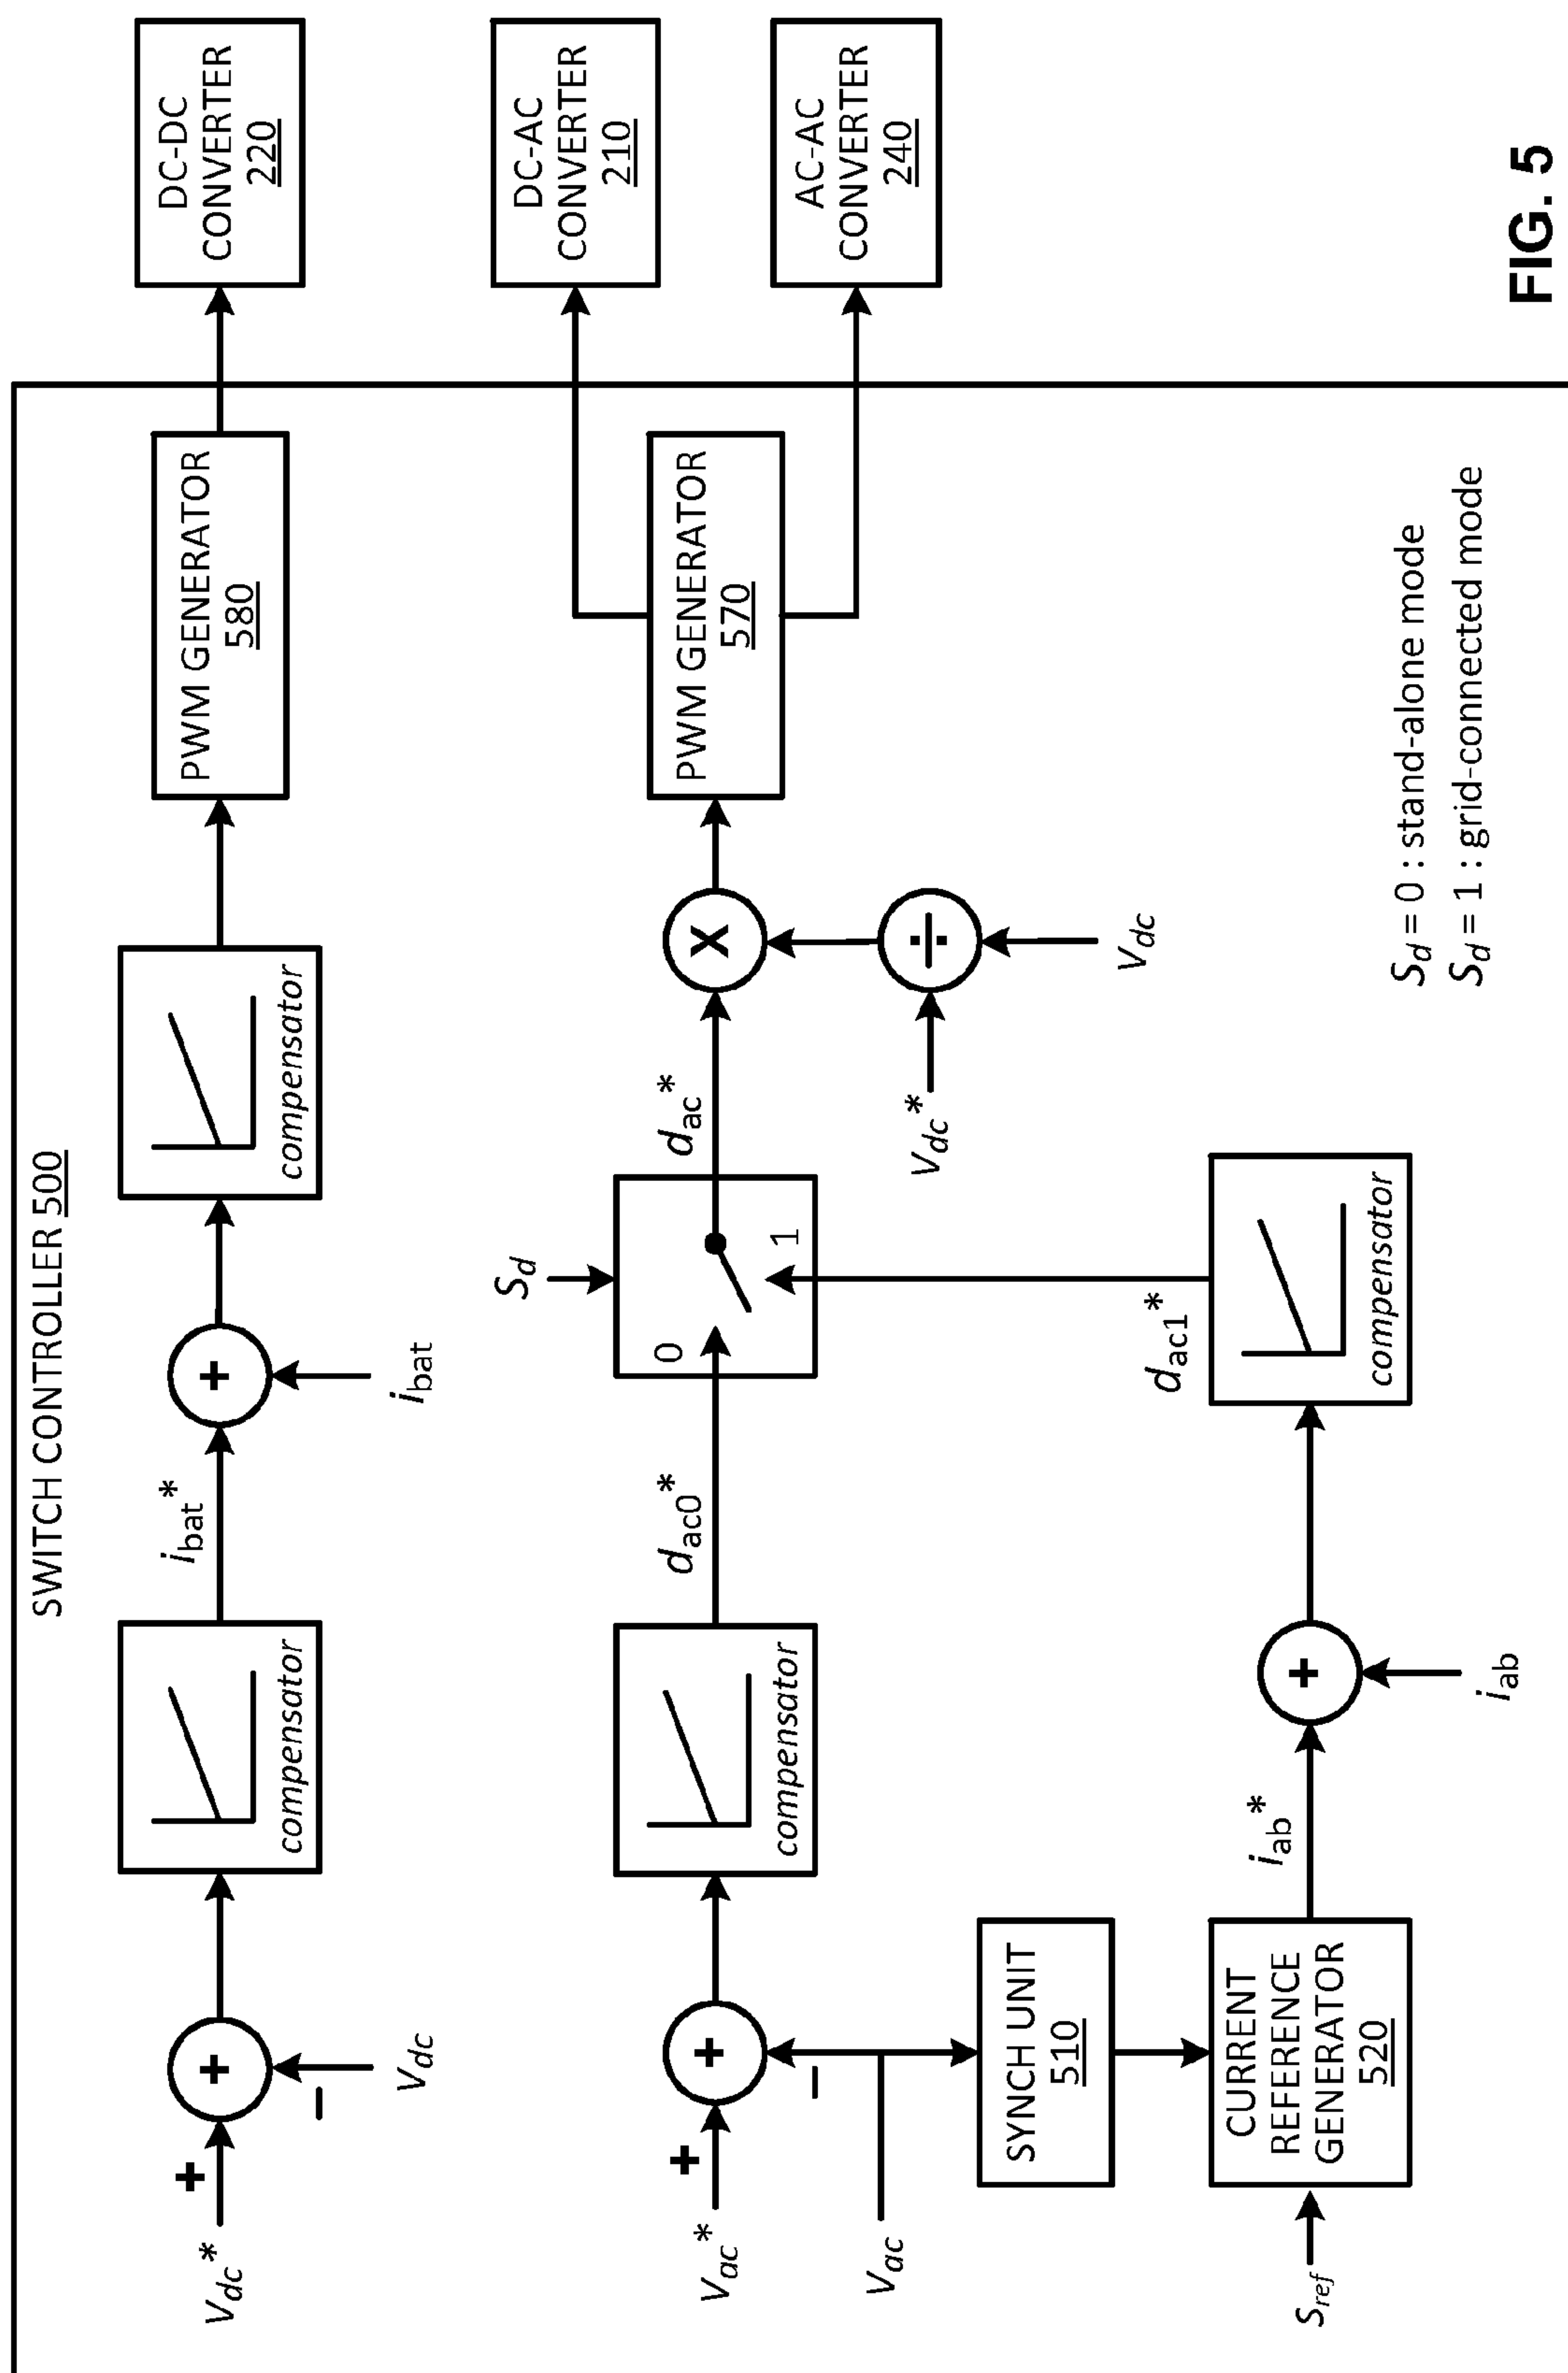 SWITCH CONTROLLER 500
V_dc*
+
+
−
V_dc
compensator
i_bat*
+
i_bat
compensator
PWM GENERATOR
580
DC-DC
CONVERTER
220
V_ac*
+
+
−
V_ac
compensator
d_ac0*
S_d
0
1
d_ac*
X
÷
V_dc*
V_dc
PWM GENERATOR
570
DC-AC
CONVERTER
210
AC-AC
CONVERTER
240
SYNCH UNIT
510
S_ref
CURRENT
REFERENCE
GENERATOR
520
i_ab*
+
i_ab
compensator
d_ac1*
S_d = 0 : stand-alone mode
S_d = 1 : grid-connected mode
FIG. 5